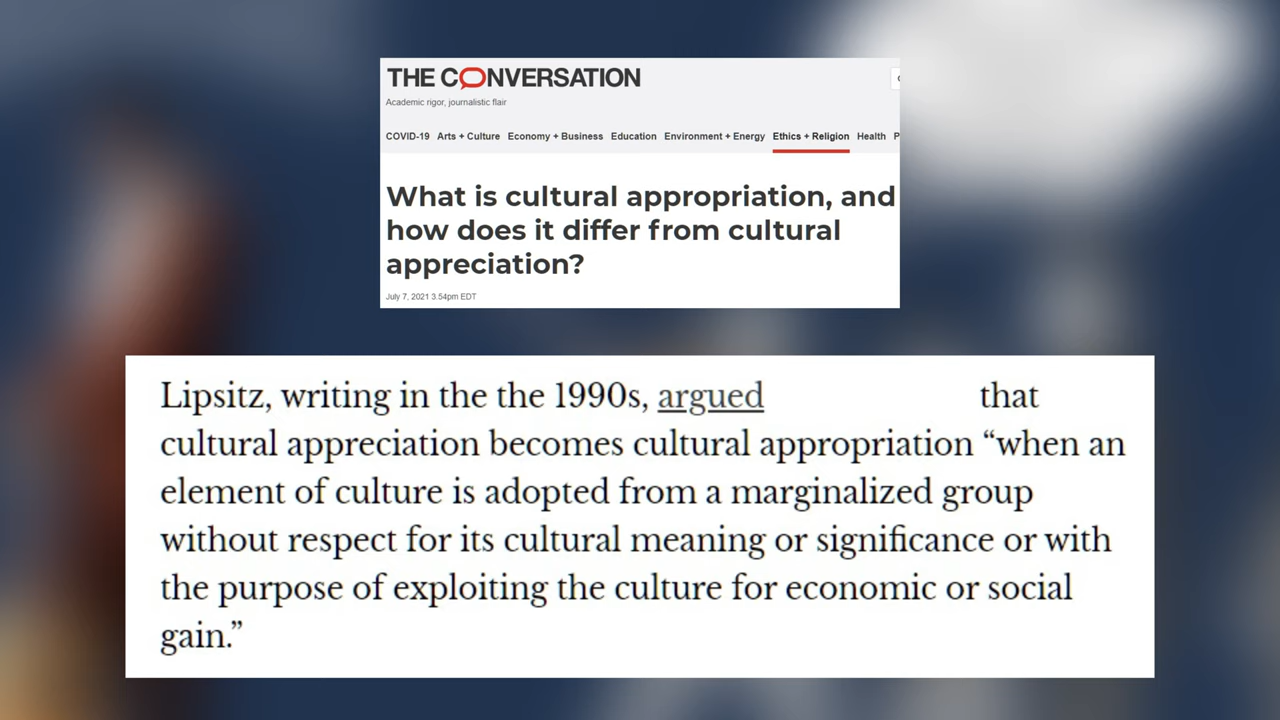 THE CONVERSATION
Academic rigor, journalistic flair
COVID-19 Arts + Culture Economy + Business Education Environment + Energy Ethics + Religion Health P
What is cultural appropriation, and
how does it differ from cultural
appreciation?
July 7, 2021 3.54pm EDT
Lipsitz, writing in the the 1990s, argued that
cultural appreciation becomes cultural appropriation “when an
element of culture is adopted from a marginalized group
without respect for its cultural meaning or significance or with
the purpose of exploiting the culture for economic or social
gain.”